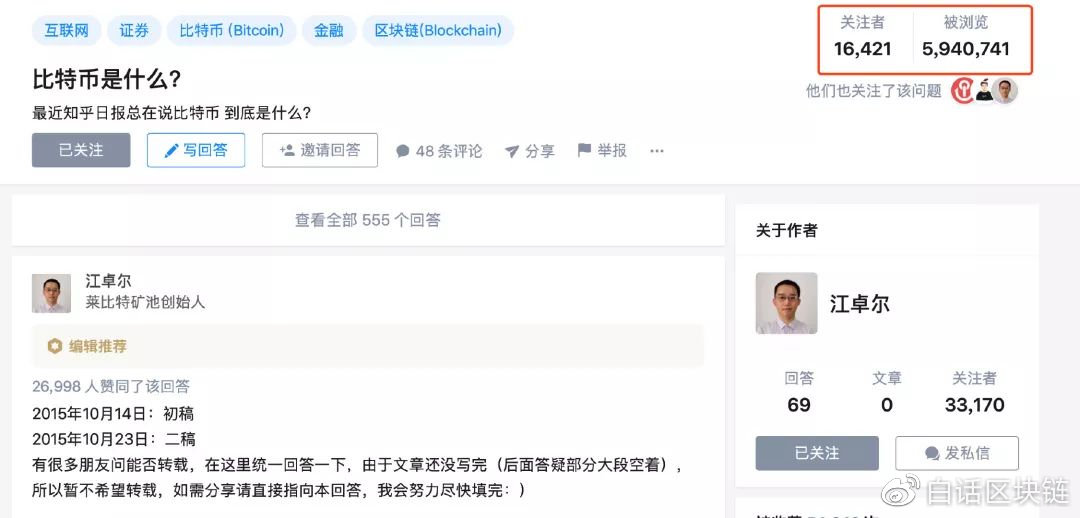 互联网 证券 比特币 (Bitcoin) 金融 区块链(Blockchain)
关注者 被浏览
16,421 5,940,741
比特币是什么?
他们也关注了该问题
最近知乎日报总在说比特币 到底是什么?
已关注 写回答 邀请回答 48 条评论 分享 举报 ···
查看全部 555 个回答
江卓尔
莱比特矿池创始人
编辑推荐
26,998 人赞同了该回答
2015年10月14日：初稿
2015年10月23日：二稿
有很多朋友问能否转载，在这里统一回答一下，由于文章还没写完（后面答疑部分大段空着），
所以暂不希望转载，如需分享请直接指向本回答，我会努力尽快填完：)
关于作者
江卓尔
回答 文章 关注者
69 0 33,170
已关注 发私信
白话区块链